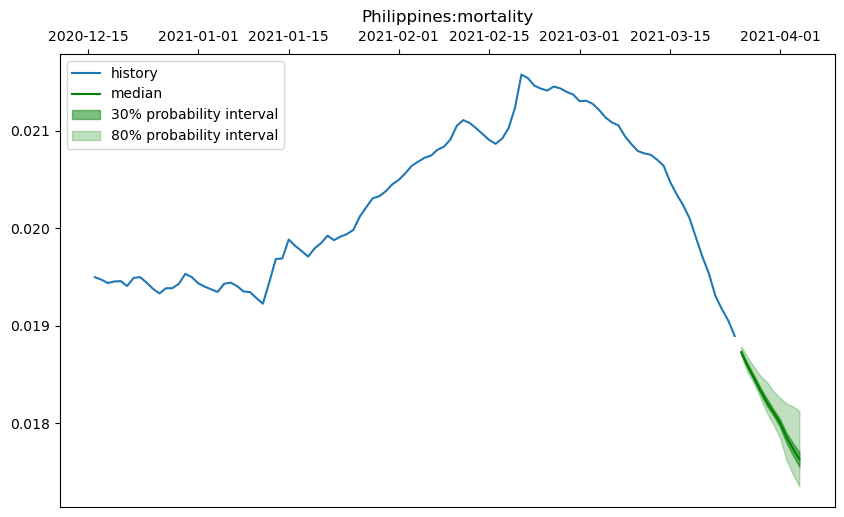 Philippines:mortality
2020-12-15 2021-01-01 2021-01-15 2021-02-01 2021-02-15 2021-03-01 2021-03-15 2021-04-01
history
median
30% probability interval
80% probability interval
0.021
0.020
0.019
0.018